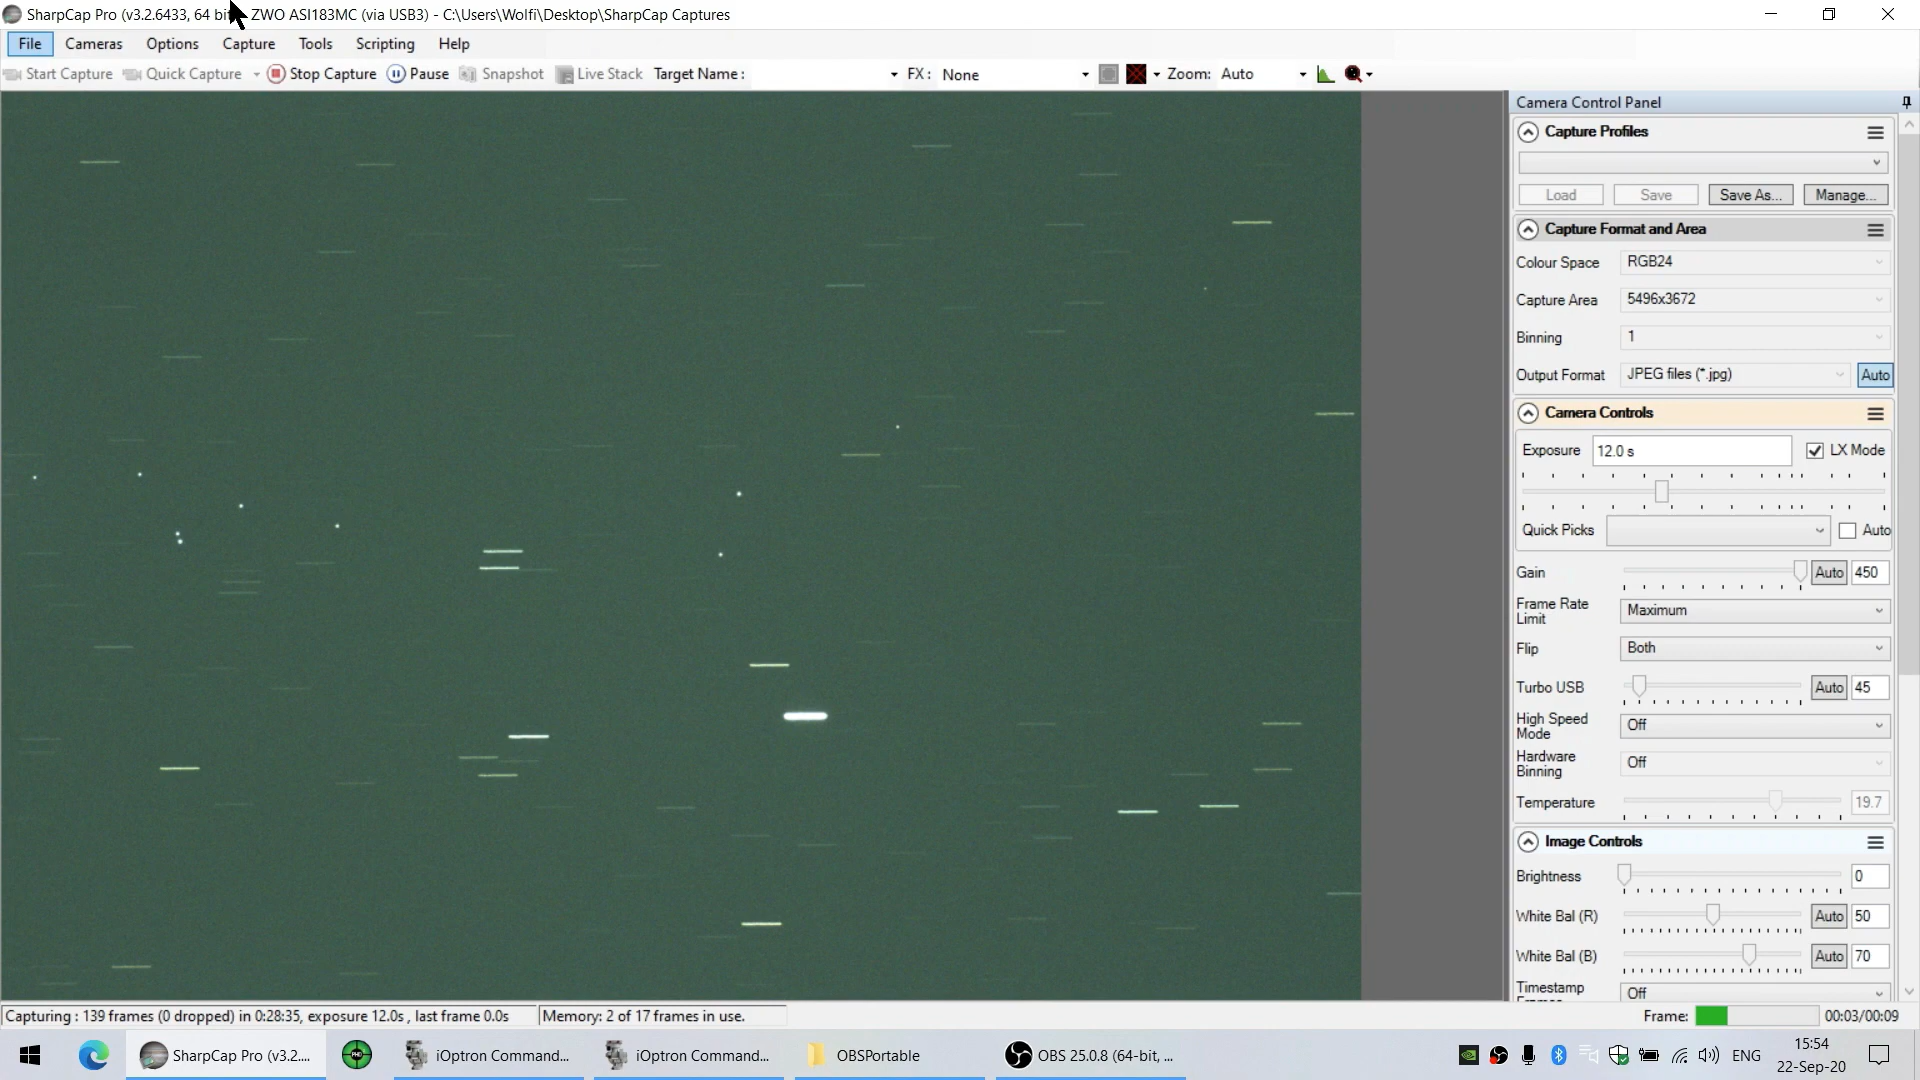 SharpCap Pro (v3.2.6433, 64 bi ZWO ASI183MC (via USB3) - C:\Users\Wolfi\Desktop\SharpCap Captures
File Cameras Options Capture Tools Scripting Help
Start Capture Quick Capture Stop Capture Pause Snapshot Live Stack Target Name : FX : None Zoom: Auto
Camera Control Panel
Capture Profiles
Load Save Save As... Manage...
Capture Format and Area
Colour Space RGB24
Capture Area 5496x3672
Binning 1
Output Format JPEG files (*.jpg) Auto
Camera Controls
Exposure 12.0 s LX Mode
Quick Picks Auto
Gain Auto 450
Frame Rate
Limit
Maximum
Flip Both
Turbo USB Auto 45
High Speed
Mode
Off
Hardware
Binning
Off
Temperature 19.7
Image Controls
Brightness 0
White Bal (R) Auto 50
White Bal (B) Auto 70
Timestamp
Frames
Off
Capturing : 139 frames (0 dropped) in 0:28:35, exposure 12.0s , last frame 0.0s Memory: 2 of 17 frames in use. Frame: 00:03/00:09
SharpCap Pro (v3.2.... PHD iOptron Command... iOptron Command... OBSPortable OBS 25.0.8 (64-bit, ... ENG 15:54
22-Sep-20